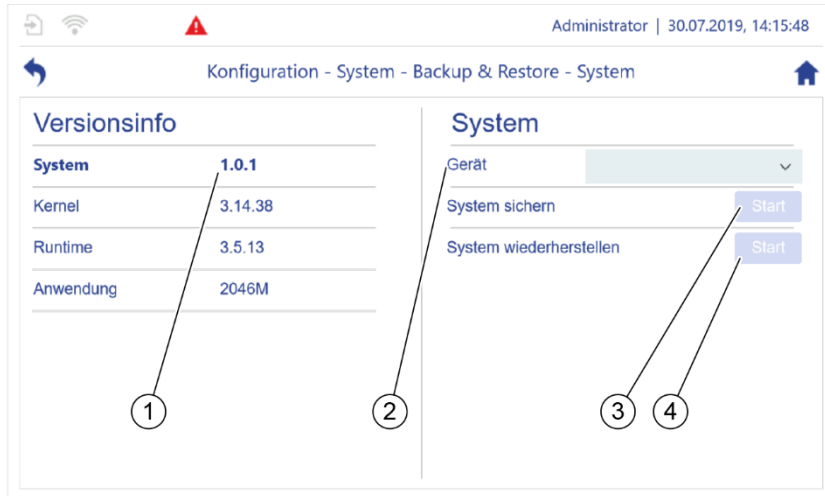 Administrator | 30.07.2019, 14:15:48
Konfiguration - System - Backup & Restore - System
Versionsinfo
System 1.0.1
Kernel 3.14.38
Runtime 3.5.13
Anwendung 2046M
System
Gerät
System sichern Start
System wiederherstellen Start
1
2
3
4